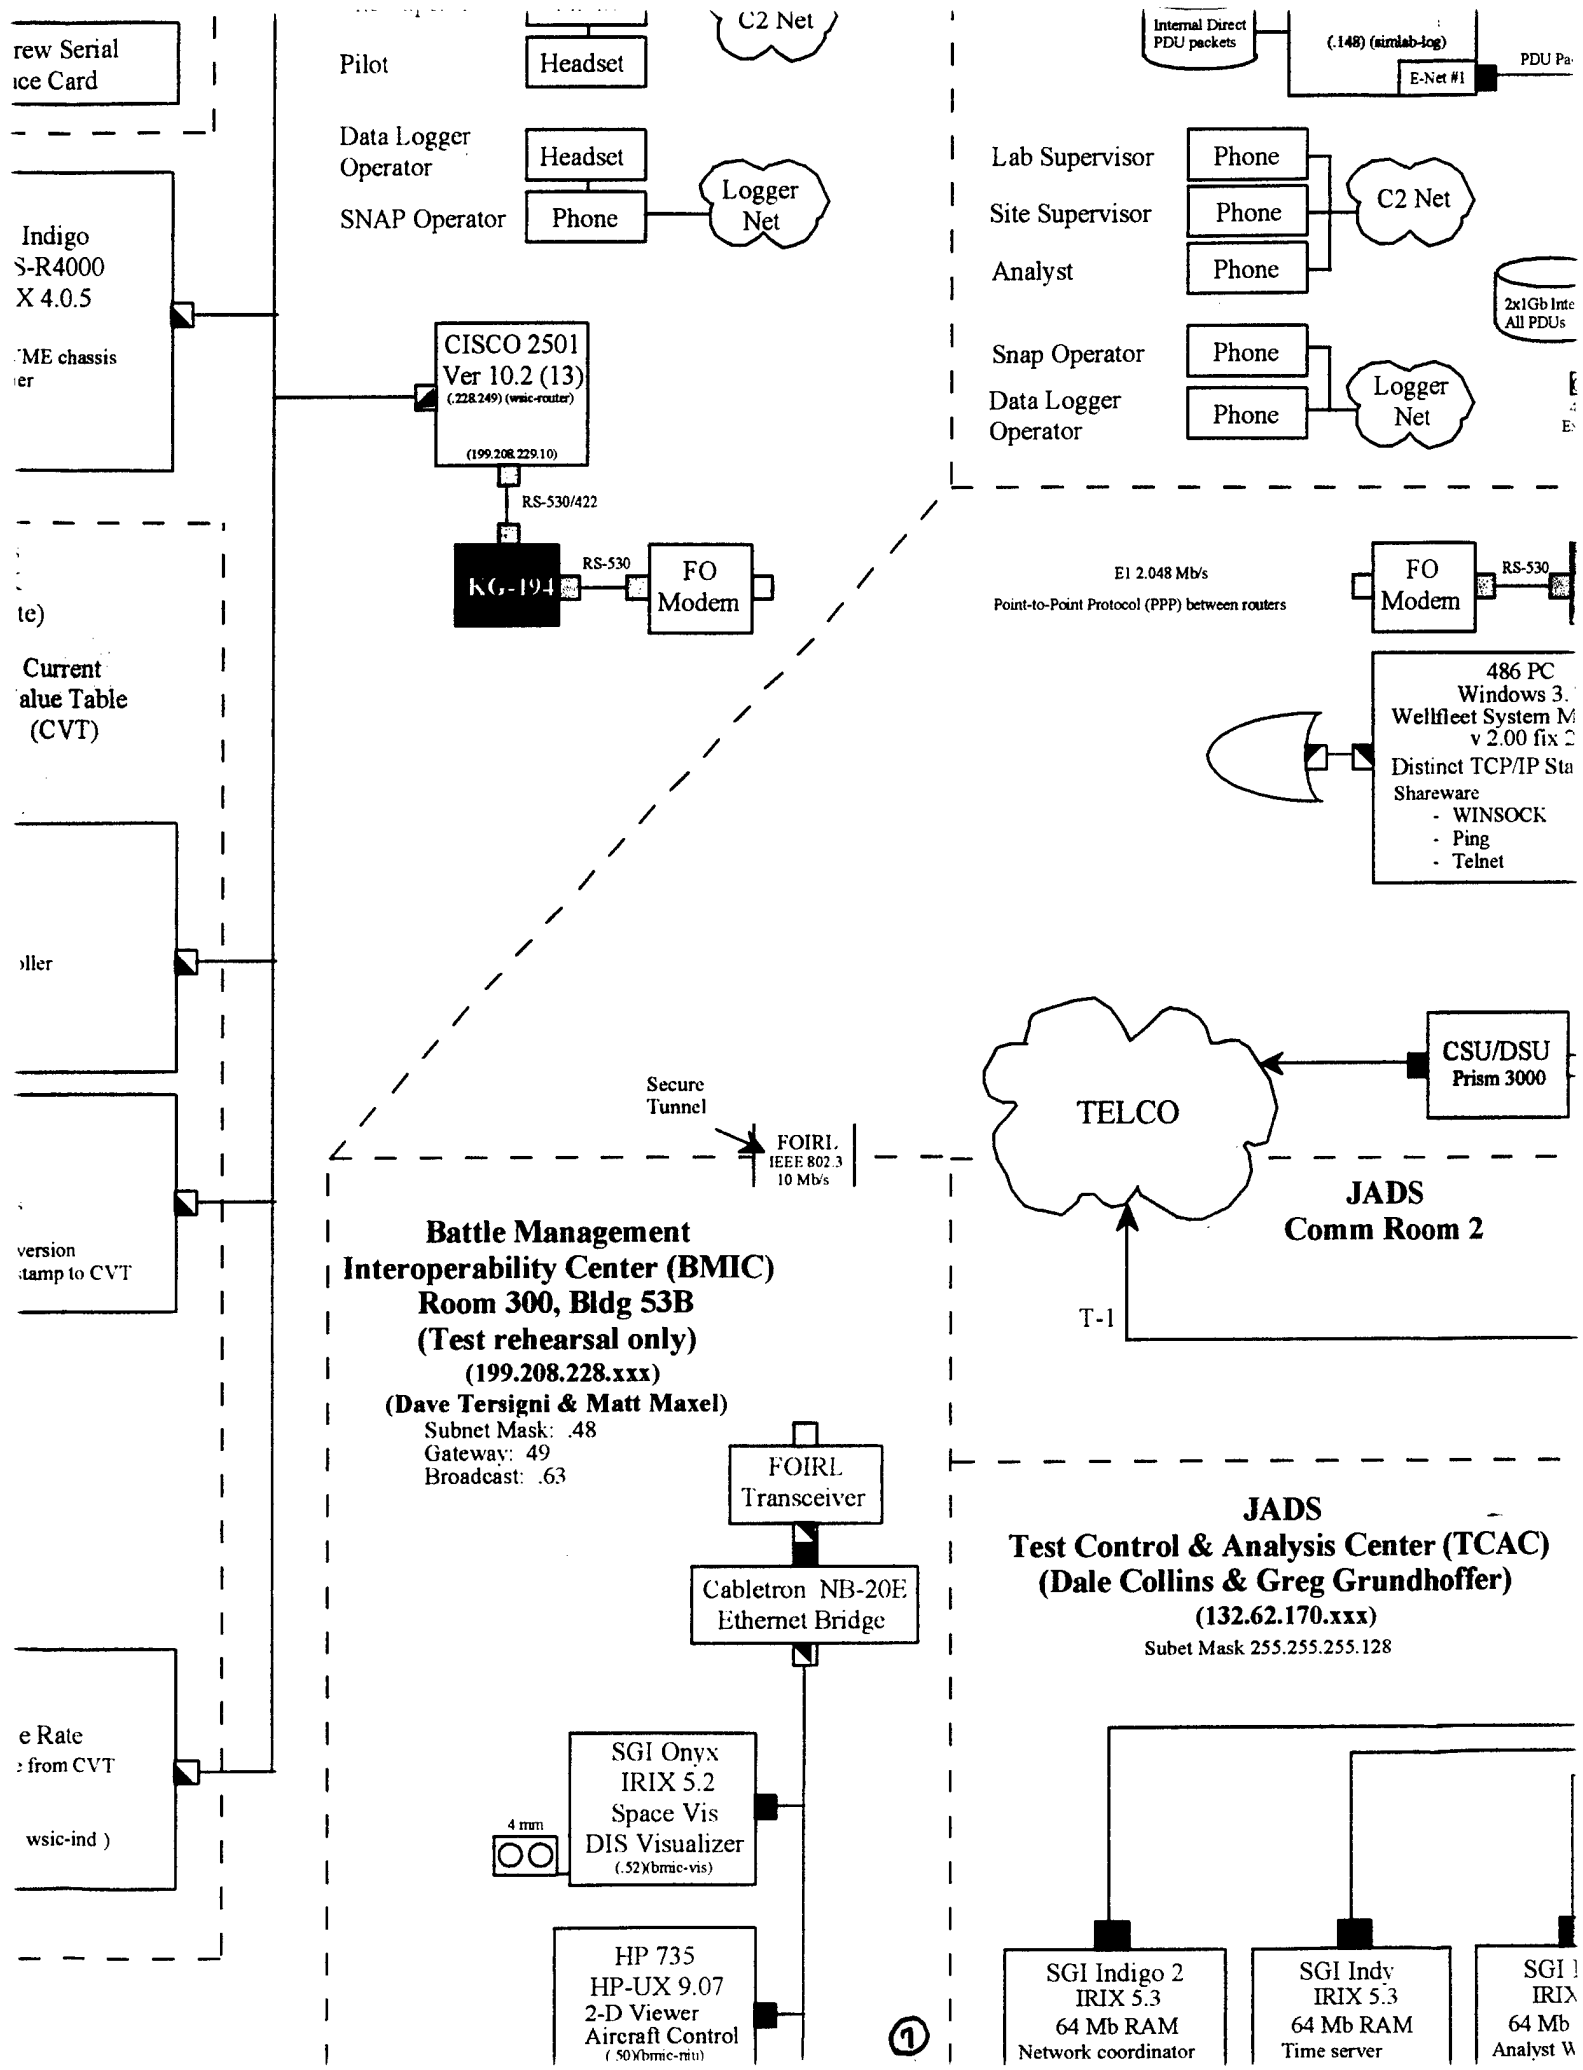 rew Serial
ce Card
Indigo
S-R4000
X 4.0.5
ME chassis
er
te)
Current
alue Table
(CVT)
oller
version
stamp to CVT
e Rate
from CVT
wsic-ind )
C2 Net
Pilot
Headset
Data Logger
Operator
Headset
SNAP Operator
Phone
Logger
Net
CISCO 2501
Ver 10.2 (13)
(.228.249) (wsic-router)
(199.208.229.10)
RS-530/422
KG-194
RS-530
FO
Modem
Internal Direct
PDU packets
(.148) (simlab-log)
E-Net #1
PDU Pa
Lab Supervisor
Phone
Site Supervisor
Phone
C2 Net
Analyst
Phone
2x1Gb Inte
All PDUs
Snap Operator
Phone
Data Logger
Operator
Phone
Logger
Net
E1 2.048 Mb/s
Point-to-Point Protocol (PPP) between routers
FO
Modem
RS-530
486 PC
Windows 3.
Wellfleet System M
v 2.00 fix 2
Distinct TCP/IP Sta
Shareware
- WINSOCK
- Ping
- Telnet
TELCO
CSU/DSU
Prism 3000
JADS
Comm Room 2
T-1
Secure
Tunnel
FOIRL
IEEE 802.3
10 Mb/s
Battle Management
Interoperability Center (BMIC)
Room 300, Bldg 53B
(Test rehearsal only)
(199.208.228.xxx)
(Dave Tersigni & Matt Maxel)
Subnet Mask: .48
Gateway: 49
Broadcast: .63
FOIRL
Transceiver
Cabletron NB-20E
Ethernet Bridge
SGI Onyx
IRIX 5.2
Space Vis
DIS Visualizer
(.52)(bmic-vis)
4 mm
HP 735
HP-UX 9.07
2-D Viewer
Aircraft Control
(.50)(bmic-niu)
7
JADS
Test Control & Analysis Center (TCAC)
(Dale Collins & Greg Grundhoffer)
(132.62.170.xxx)
Subet Mask 255.255.255.128
SGI Indigo 2
IRIX 5.3
64 Mb RAM
Network coordinator
SGI Indy
IRIX 5.3
64 Mb RAM
Time server
SGI I
IRIX
64 Mb
Analyst W